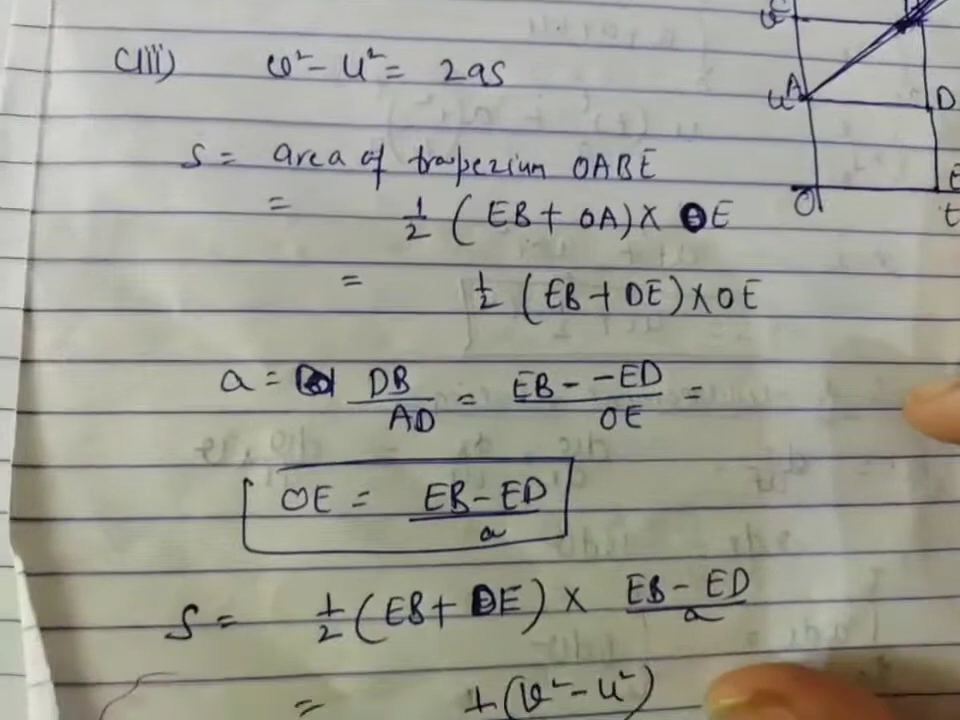 (iii) v² - u² = 2as
S = area of trapezium OABE
= 1/2 (EB + OA) × OE
= 1/2 (EB + DE) × OE
a = DB/AD = EB - -ED/OE =
OE = EB - ED/a
S = 1/2 (EB + DE) × EB - ED/a
= (v² - u²)
v
u A
D
O
E
t